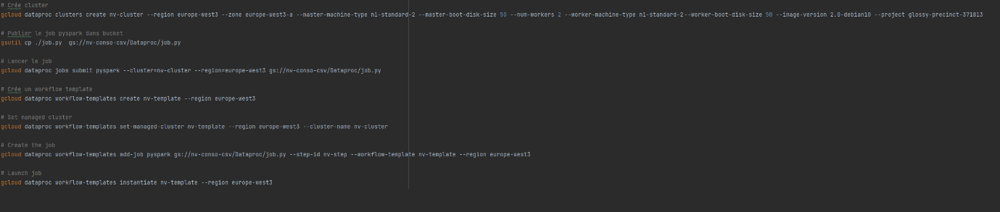 # Crée cluster
gcloud dataproc clusters create nv-cluster --region europe-west3 --zone europe-west3-a --master-machine-type n1-standard-2 --master-boot-disk-size 50 --num-workers 2 --worker-machine-type n1-standard-2--worker-boot-disk-size 50 --image-version 2.0-debian10 --project glossy-precinct-371813
# Publier le job pyspark dans bucket
gsutil cp ./job.py  gs://nv-conso-csv/Dataproc/job.py
# Lancer le job
gcloud dataproc jobs submit pyspark --cluster=nv-cluster --region=europe-west3 gs://nv-conso-csv/Dataproc/job.py
# Crée un workflow template
gcloud dataproc workflow-templates create nv-template --region europe-west3
# Set managed cluster
gcloud dataproc workflow-templates set-managed-cluster nv-template --region europe-west3 --cluster-name nv-cluster
# Create the job
gcloud dataproc workflow-templates add-job pyspark gs://nv-conso-csv/Dataproc/job.py --step-id nv-step --workflow-template nv-template --region europe-west3
# Launch job
gcloud dataproc workflow-templates instantiate nv-template --region europe-west3